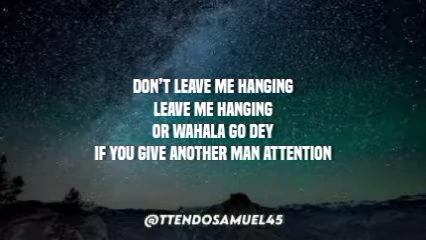 DON'T LEAVE ME HANGING
LEAVE ME HANGING
OR WAHALA GO DEY
IF YOU GIVE ANOTHER MAN ATTENTION
@TTENDOSAMUEL45